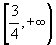 [3/4, +∞)